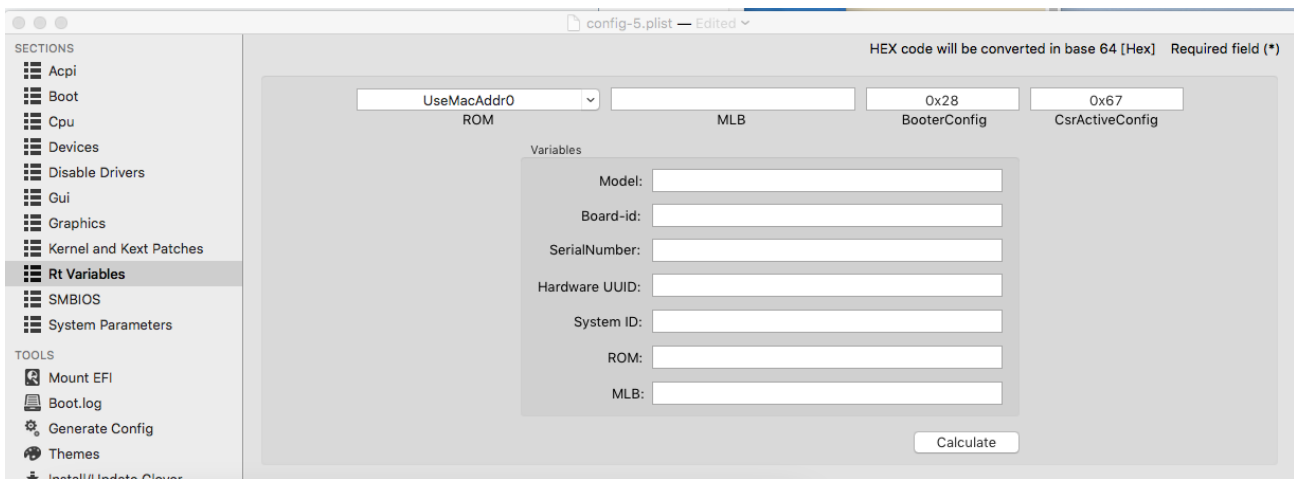 config-5.plist — Edited
SECTIONS
Acpi
Boot
Cpu
Devices
Disable Drivers
Gui
Graphics
Kernel and Kext Patches
Rt Variables
SMBIOS
System Parameters
TOOLS
Mount EFI
Boot.log
Generate Config
Themes
Install/Update Clover
HEX code will be converted in base 64 [Hex] Required field (*)
UseMacAddr0 0x28 0x67
ROM MLB BooterConfig CsrActiveConfig
Variables
Model:
Board-id:
SerialNumber:
Hardware UUID:
System ID:
ROM:
MLB:
Calculate